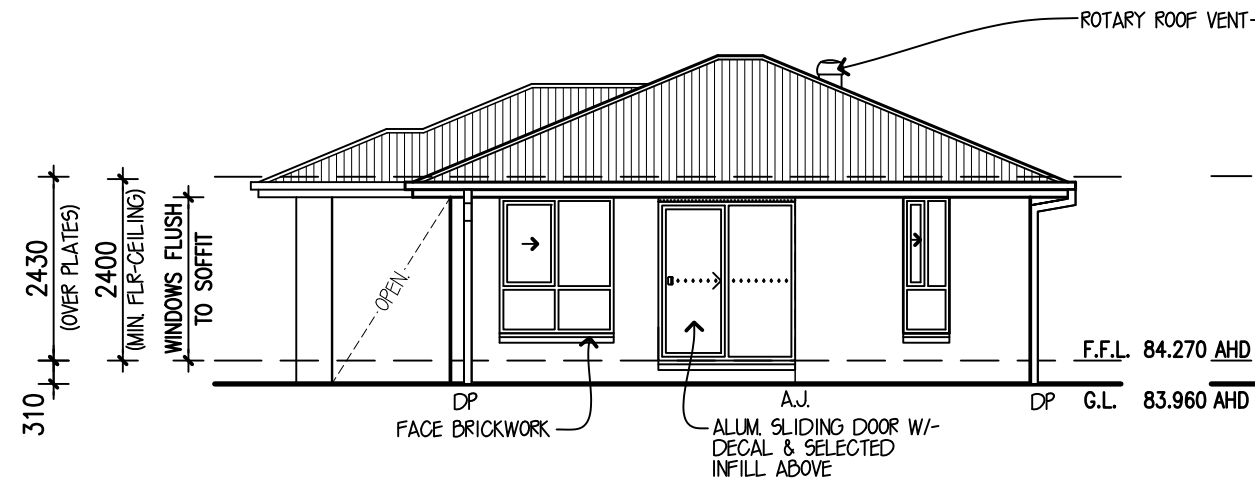 ROTARY ROOF VENT-
2430
(OVER PLATES)
2400
(MIN. FLR-CEILING)
WINDOWS FLUSH
TO SOFFIT
OPEN
F.F.L. 84.270 AHD
310
DP
A.J.
DP
G.L. 83.960 AHD
FACE BRICKWORK
ALUM. SLIDING DOOR W/-
DECAL & SELECTED
INFILL ABOVE